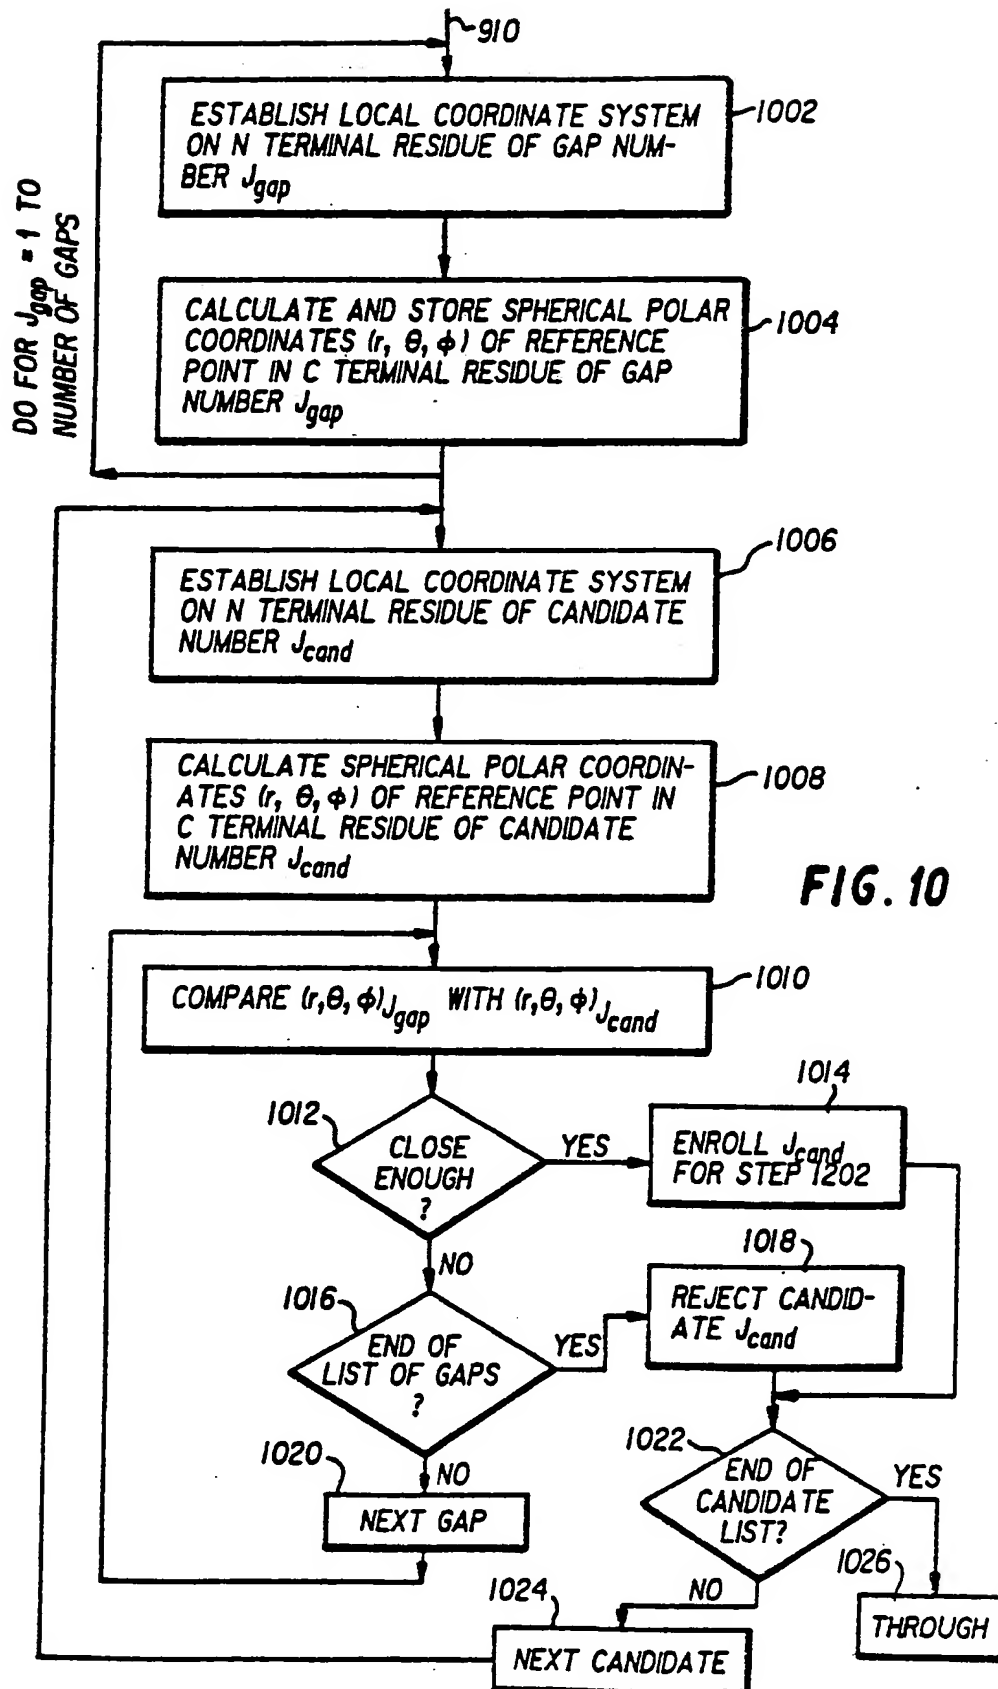 910
ESTABLISH LOCAL COORDINATE SYSTEM
ON N TERMINAL RESIDUE OF GAP NUM-
BER Jgap
1002
DO FOR Jgap = 1 TO
NUMBER OF GAPS
CALCULATE AND STORE SPHERICAL POLAR
COORDINATES (r, θ, ϕ) OF REFERENCE
POINT IN C TERMINAL RESIDUE OF GAP
NUMBER Jgap
1004
ESTABLISH LOCAL COORDINATE SYSTEM
ON N TERMINAL RESIDUE OF CANDIDATE
NUMBER Jcand
1006
CALCULATE SPHERICAL POLAR COORDIN-
ATES (r, θ, ϕ) OF REFERENCE POINT IN
C TERMINAL RESIDUE OF CANDIDATE
NUMBER Jcand
1008
FIG. 10
COMPARE (r,θ,ϕ)Jgap WITH (r,θ,ϕ)Jcand
1010
1012
CLOSE
ENOUGH
?
YES
NO
1014
ENROLL Jcand
FOR STEP 1202
1016
END OF
LIST OF GAPS
?
YES
NO
1018
REJECT CANDID-
ATE Jcand
1020
NEXT GAP
1022
END OF
CANDIDATE
LIST?
YES
NO
1024
NEXT CANDIDATE
1026
THROUGH